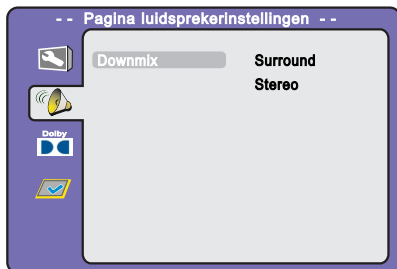 - - Pagina luidsprekerinstellingen - -
Downmix Surround
Stereo
Dolby